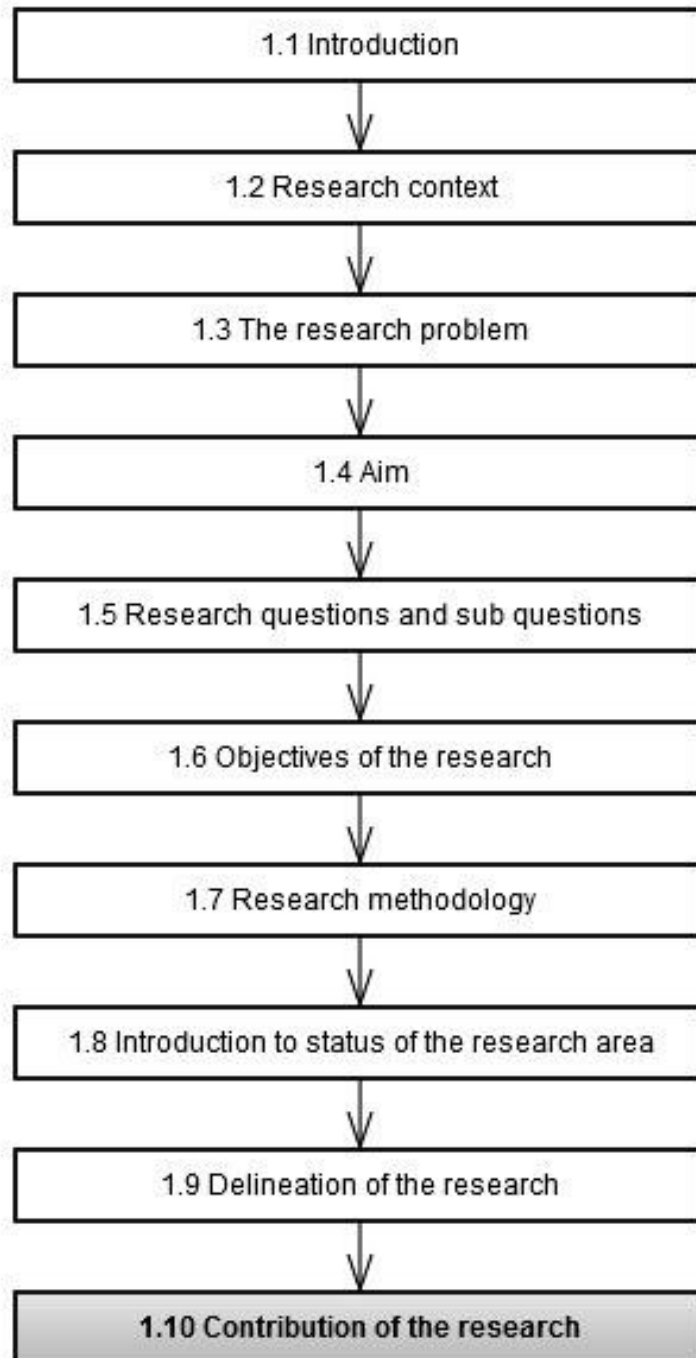 1.1 Introduction
1.2 Research context
1.3 The research problem
1.4 Aim
1.5 Research questions and sub questions
1.6 Objectives of the research
1.7 Research methodology
1.8 Introduction to status of the research area
1.9 Delineation of the research
1.10 Contribution of the research